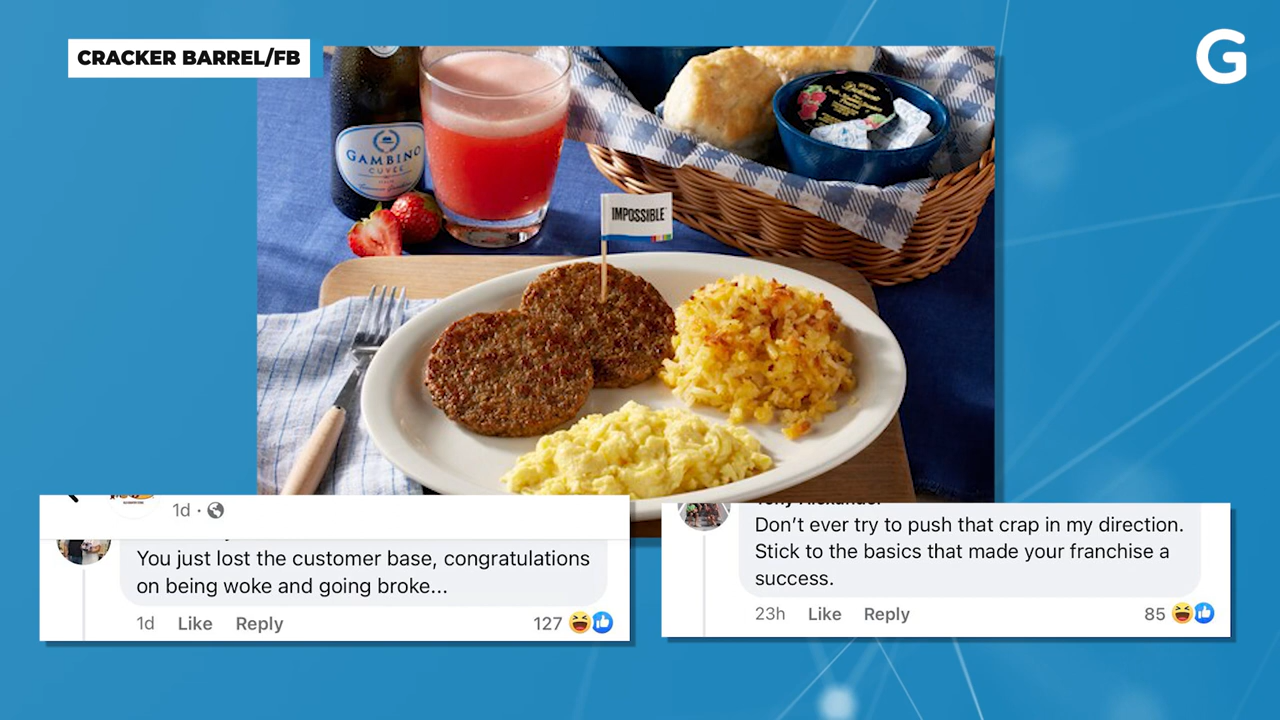 CRACKER BARREL/FB
G
GAMBINO
CUVÉE
IMPOSSIBLE
1d
You just lost the customer base, congratulations
on being woke and going broke...
1d Like Reply 127
Don't ever try to push that crap in my direction.
Stick to the basics that made your franchise a
success.
23h Like Reply 85